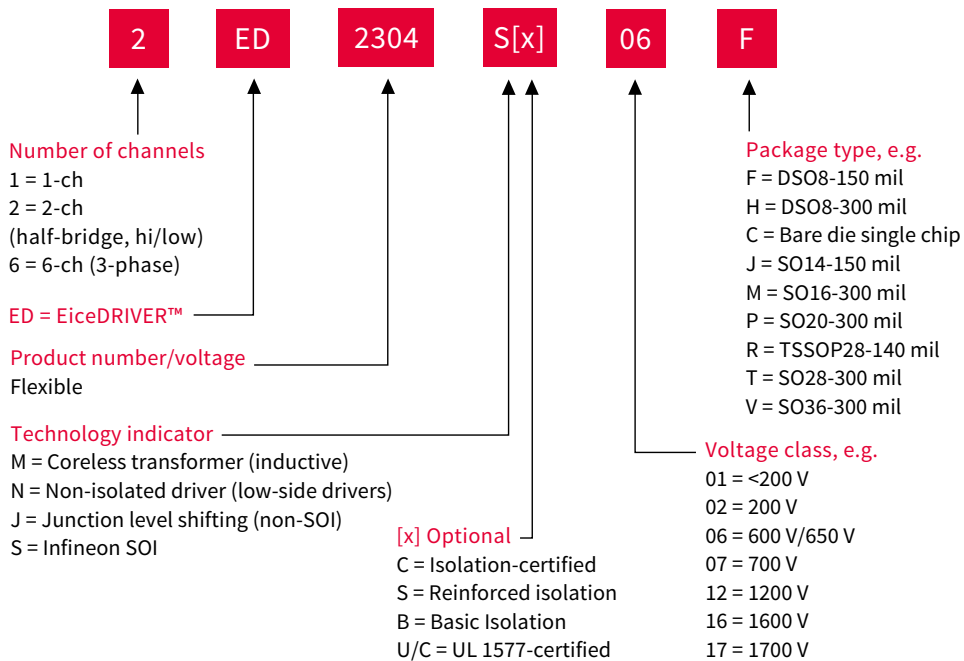 2
ED
2304
S[x]
06
F
Number of channels
1 = 1-ch
2 = 2-ch
(half-bridge, hi/low)
6 = 6-ch (3-phase)
ED = EiceDRIVER™
Product number/voltage
Flexible
Technology indicator
M = Coreless transformer (inductive)
N = Non-isolated driver (low-side drivers)
J = Junction level shifting (non-SOI)
S = Infineon SOI
[x] Optional
C = Isolation-certified
S = Reinforced isolation
B = Basic Isolation
U/C = UL 1577-certified
Package type, e.g.
F = DSO8-150 mil
H = DSO8-300 mil
C = Bare die single chip
J = SO14-150 mil
M = SO16-300 mil
P = SO20-300 mil
R = TSSOP28-140 mil
T = SO28-300 mil
V = SO36-300 mil
Voltage class, e.g.
01 = <200 V
02 = 200 V
06 = 600 V/650 V
07 = 700 V
12 = 1200 V
16 = 1600 V
17 = 1700 V